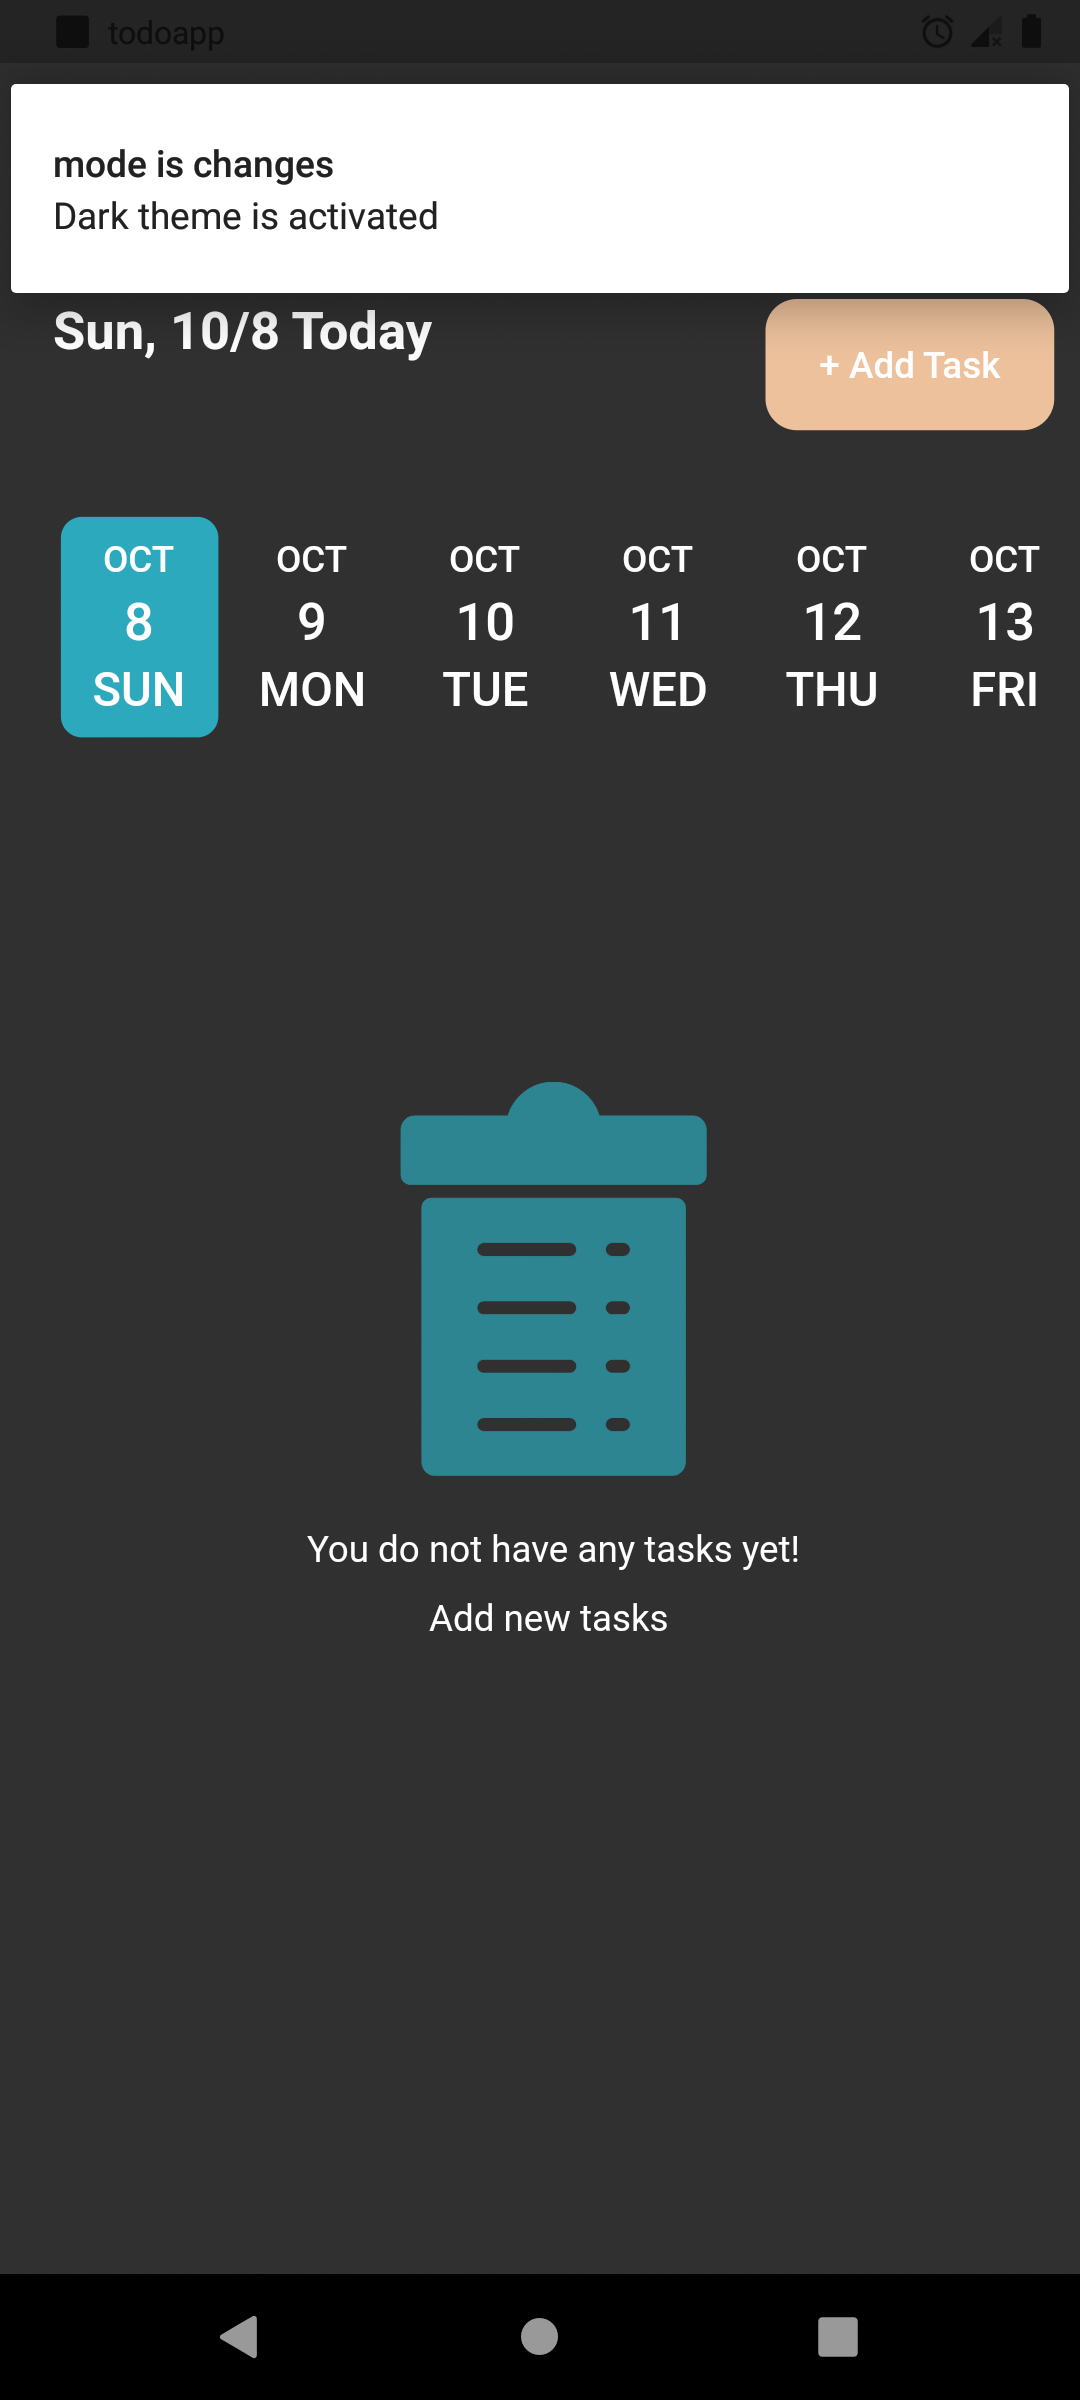 todoapp
mode is changes
Dark theme is activated
Sun, 10/8 Today
+ Add Task
OCT OCT OCT OCT OCT OCT
8 9 10 11 12 13
SUN MON TUE WED THU FRI
You do not have any tasks yet!
Add new tasks